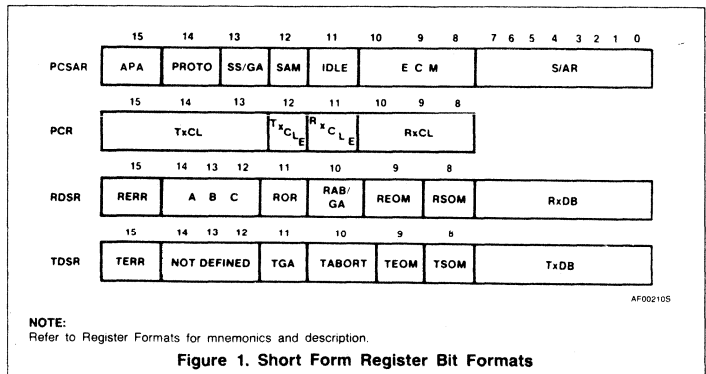 15 14 13 12 11 10 9 8 7 6 5 4 3 2 1 0
PCSAR APA PROTO SS/GA SAM IDLE E C M S/AR
15 14 13 12 11 10 9 8
PCR TxCL TxCLE RxCLE RxCL
15 14 13 12 11 10 9 8
RDSR RERR A B C ROR RAB/GA REOM RSOM RxDB
15 14 13 12 11 10 9 8
TDSR TERR NOT DEFINED TGA TABORT TEOM TSOM TxDB
AF00210S
NOTE:
Refer to Register Formats for mnemonics and description.
Figure 1. Short Form Register Bit Formats